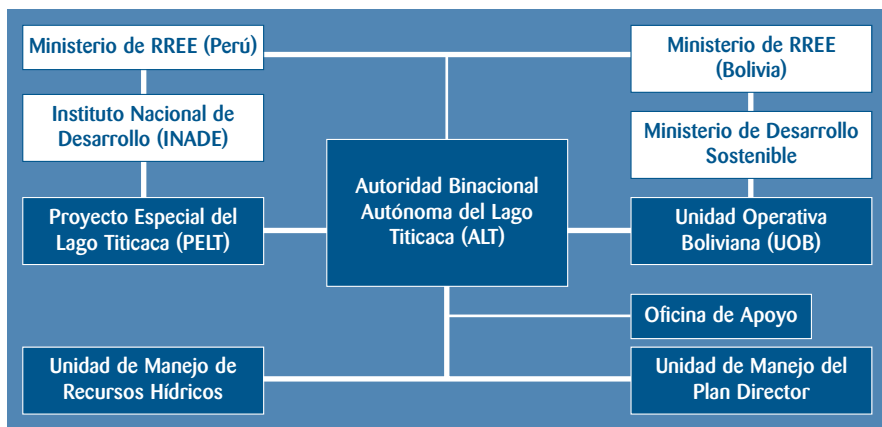 Ministerio de RREE (Perú)
Ministerio de RREE
(Bolivia)
Instituto Nacional de
Desarrollo (INADE)
Ministerio de Desarrollo
Sostenible
Autoridad Binacional
Autónoma del Lago
Titicaca (ALT)
Proyecto Especial del
Lago Titicaca (PELT)
Unidad Operativa
Boliviana (UOB)
Oficina de Apoyo
Unidad de Manejo de
Recursos Hídricos
Unidad de Manejo del
Plan Director